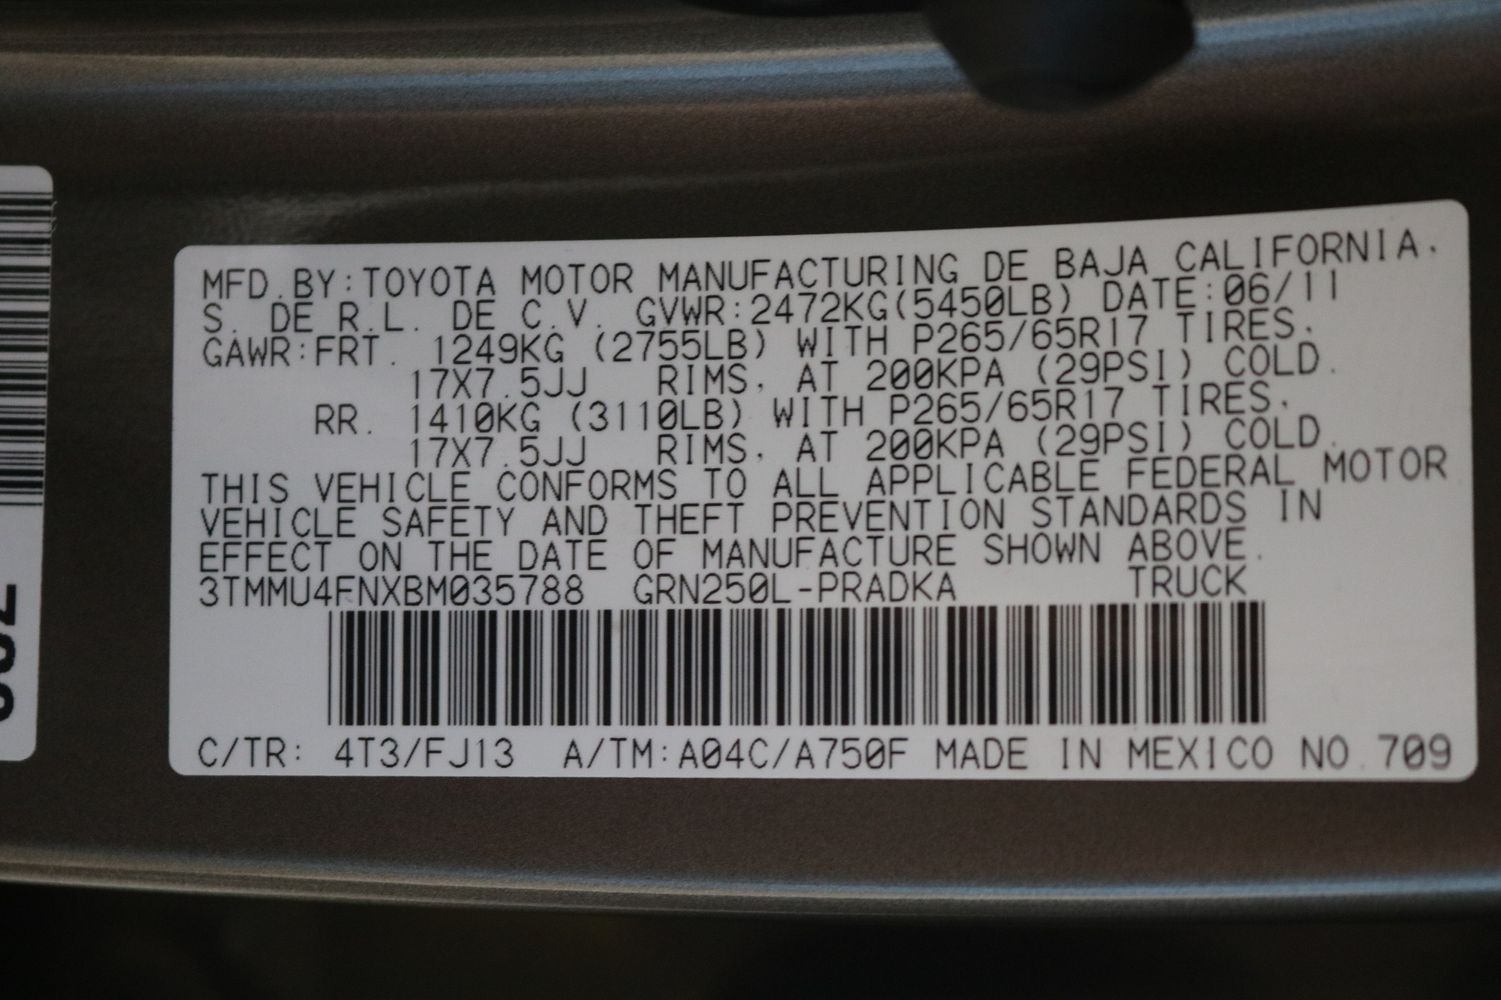 MFD.BY:TOYOTA MOTOR MANUFACTURING DE BAJA CALIFORNIA.
S. DE R.L. DE C.V. GVWR:2472KG(5450LB) DATE:06/11
GAWR:FRT. 1249KG (2755LB) WITH P265/65R17 TIRES.
17X7.5JJ RIMS, AT 200KPA (29PSI) COLD.
RR. 1410KG (3110LB) WITH P265/65R17 TIRES.
17X7.5JJ RIMS, AT 200KPA (29PSI) COLD.
THIS VEHICLE CONFORMS TO ALL APPLICABLE FEDERAL MOTOR
VEHICLE SAFETY AND THEFT PREVENTION STANDARDS IN
EFFECT ON THE DATE OF MANUFACTURE SHOWN ABOVE.
3TMMU4FNXBM035788 GRN250L-PRADKA TRUCK
C/TR: 4T3/FJ13 A/TM:A04C/A750F MADE IN MEXICO NO.709